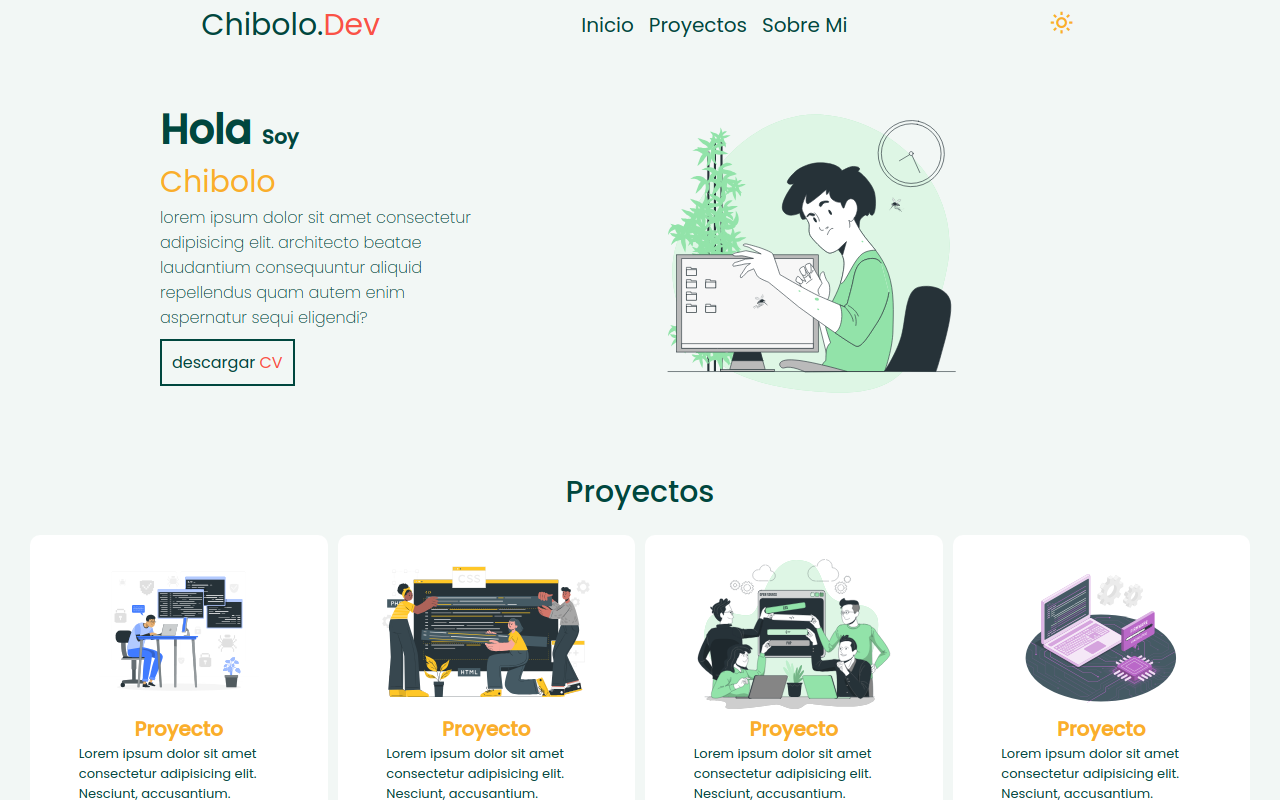 Chibolo.Dev
Inicio Proyectos Sobre Mi
Hola Soy
Chibolo
lorem ipsum dolor sit amet consectetur
adipisicing elit. architecto beatae
laudantium consequuntur aliquid
repellendus quam autem enim
aspernatur sequi eligendi?
descargar CV
Proyectos
CSS
HTML
Proyecto
Lorem ipsum dolor sit amet
consectetur adipisicing elit.
Nesciunt, accusantium.
Proyecto
Lorem ipsum dolor sit amet
consectetur adipisicing elit.
Nesciunt, accusantium.
Proyecto
Lorem ipsum dolor sit amet
consectetur adipisicing elit.
Nesciunt, accusantium.
Proyecto
Lorem ipsum dolor sit amet
consectetur adipisicing elit.
Nesciunt, accusantium.